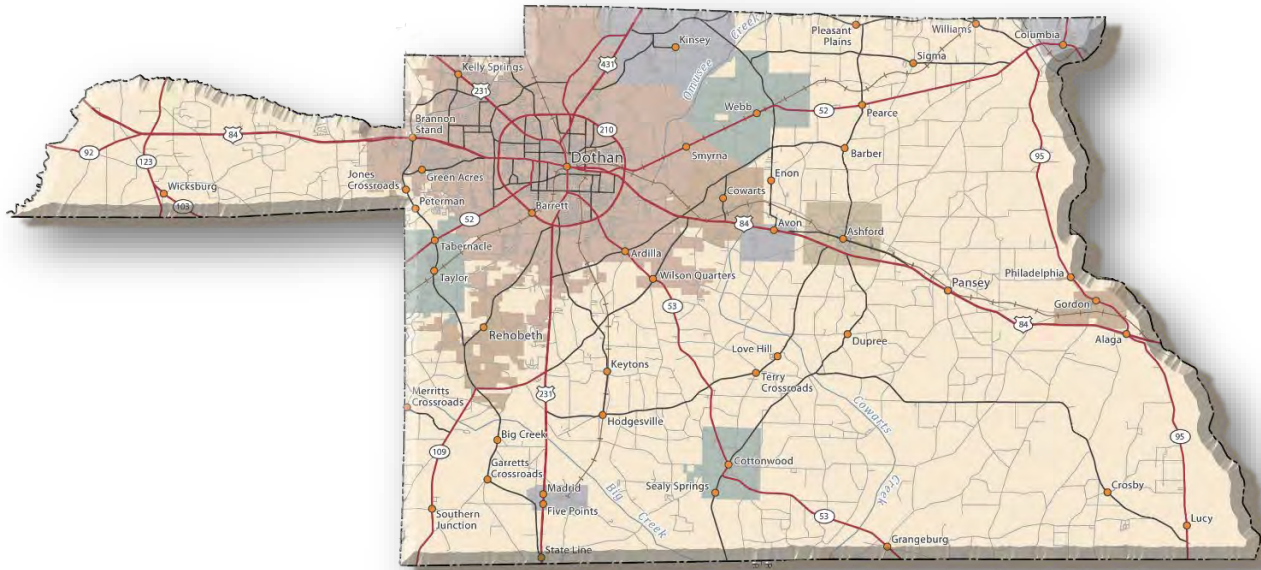 Creek
Pleasant
Plains
Williams
Columbia
Kinsey
431
Sigma
Kelly Springs
231
Omusee
Webb
52
Pearce
Brannon
Stand
84
210
92
123
Dothan
Smyrna
Barber
95
Jones
Crossroads
Green Acres
Enon
Wicksburg
103
Peterman
Cowarts
52
Barrett
84
Avon
Ashford
Tabernacle
Ardilla
Taylor
Wilson Quarters
Philadelphia
Pansey
Gordon
53
84
Rehobeth
Love Hill
Dupree
Alaga
Keytons
Terry
Crossroads
Merritts
Crossroads
231
Cowarts
Hodgesville
Big Creek
95
109
Cottonwood
Garretts
Crossroads
Madrid
Big
Sealy Springs
Creek
Crosby
Southern
Junction
Five Points
Creek
53
Lucy
Grangeburg
State Line